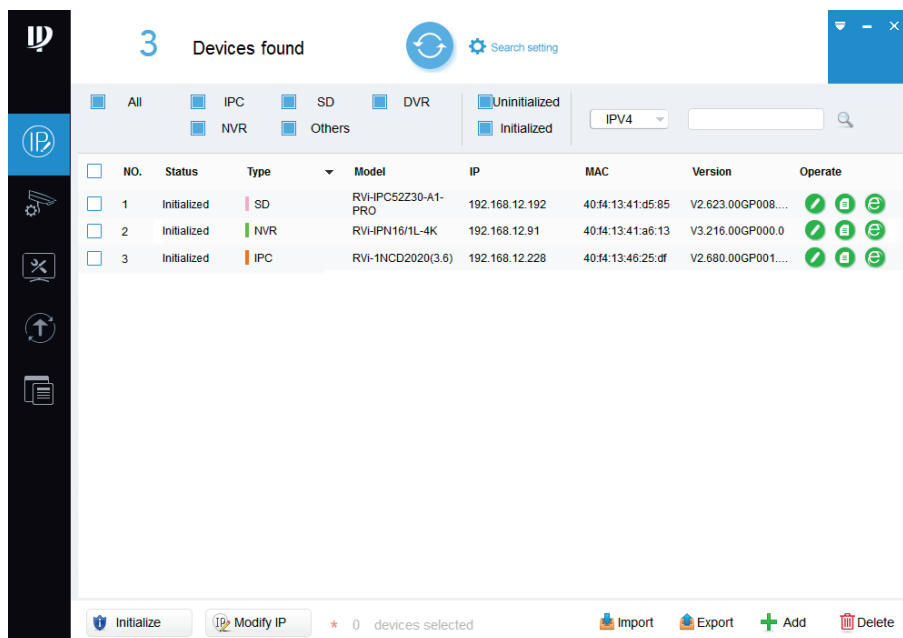 3 Devices found Search setting
All IPC SD DVR Uninitialized
NVR Others Initialized
IPV4
NO. Status Type Model IP MAC Version Operate
1 Initialized SD RVi-IPC52Z30-A1-PRO 192.168.12.192 40:f4:13:41:d5:85 V2.623.00GP008....
2 Initialized NVR RVi-IPN16/1L-4K 192.168.12.91 40:f4:13:41:a6:13 V3.216.00GP000.0
3 Initialized IPC RVi-1NCD2020(3.6) 192.168.12.228 40:f4:13:46:25:df V2.680.00GP001....
Initialize Modify IP * 0 devices selected Import Export Add Delete